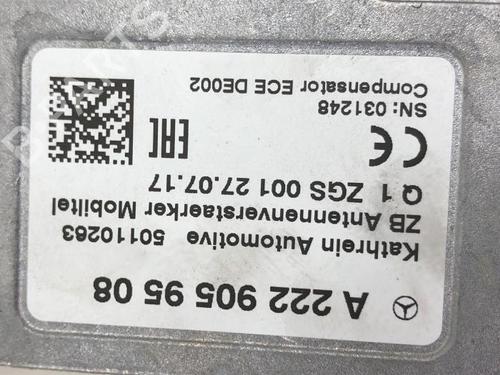 A 222 905 95 08
Kathrein Automotive 50110263
ZB Antennenverstaerker Mobiltel
Q 1 ZGS 001 27.07.17
CE EAC
SN: 031248
Compensator ECE DE002